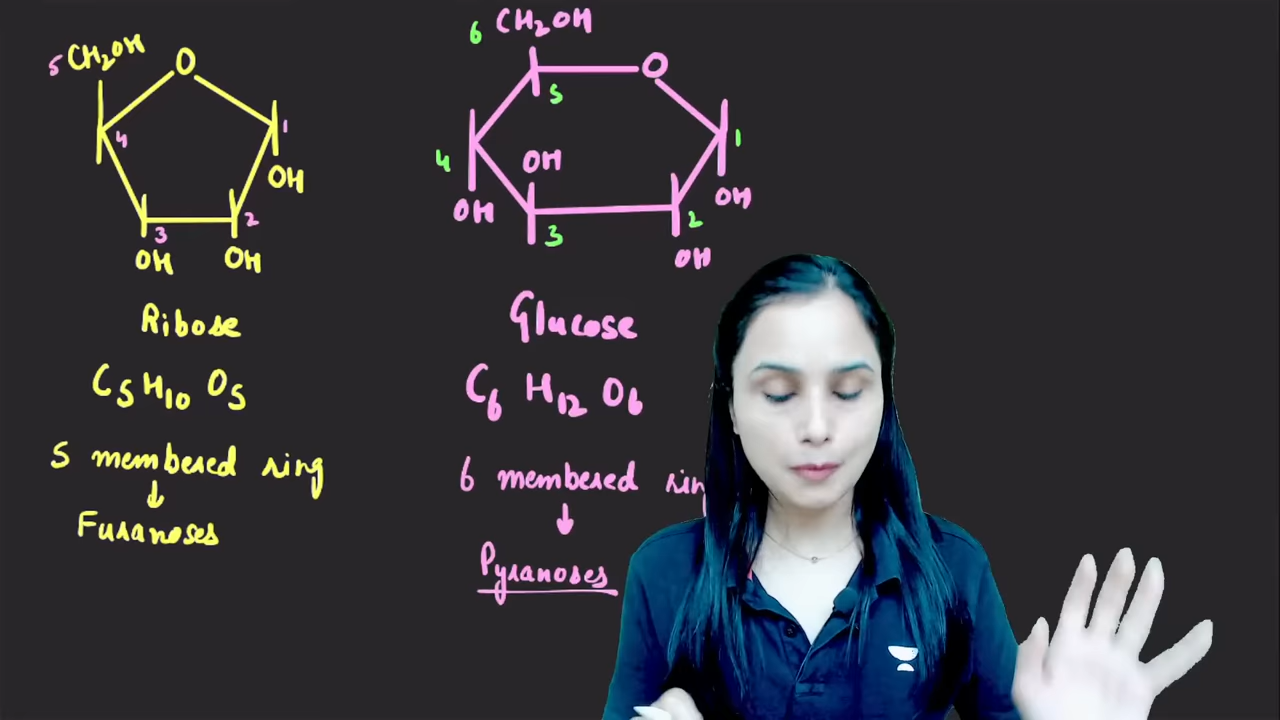 5 CH2OH
O
4
1
OH
3
2
OH
OH
Ribose
C5H10O5
5 membered ring
↓
Furanoses
6 CH2OH
O
5
4
1
OH
OH
OH
3
2
OH
Glucose
C6H12O6
6 membered ring
↓
Pyranoses